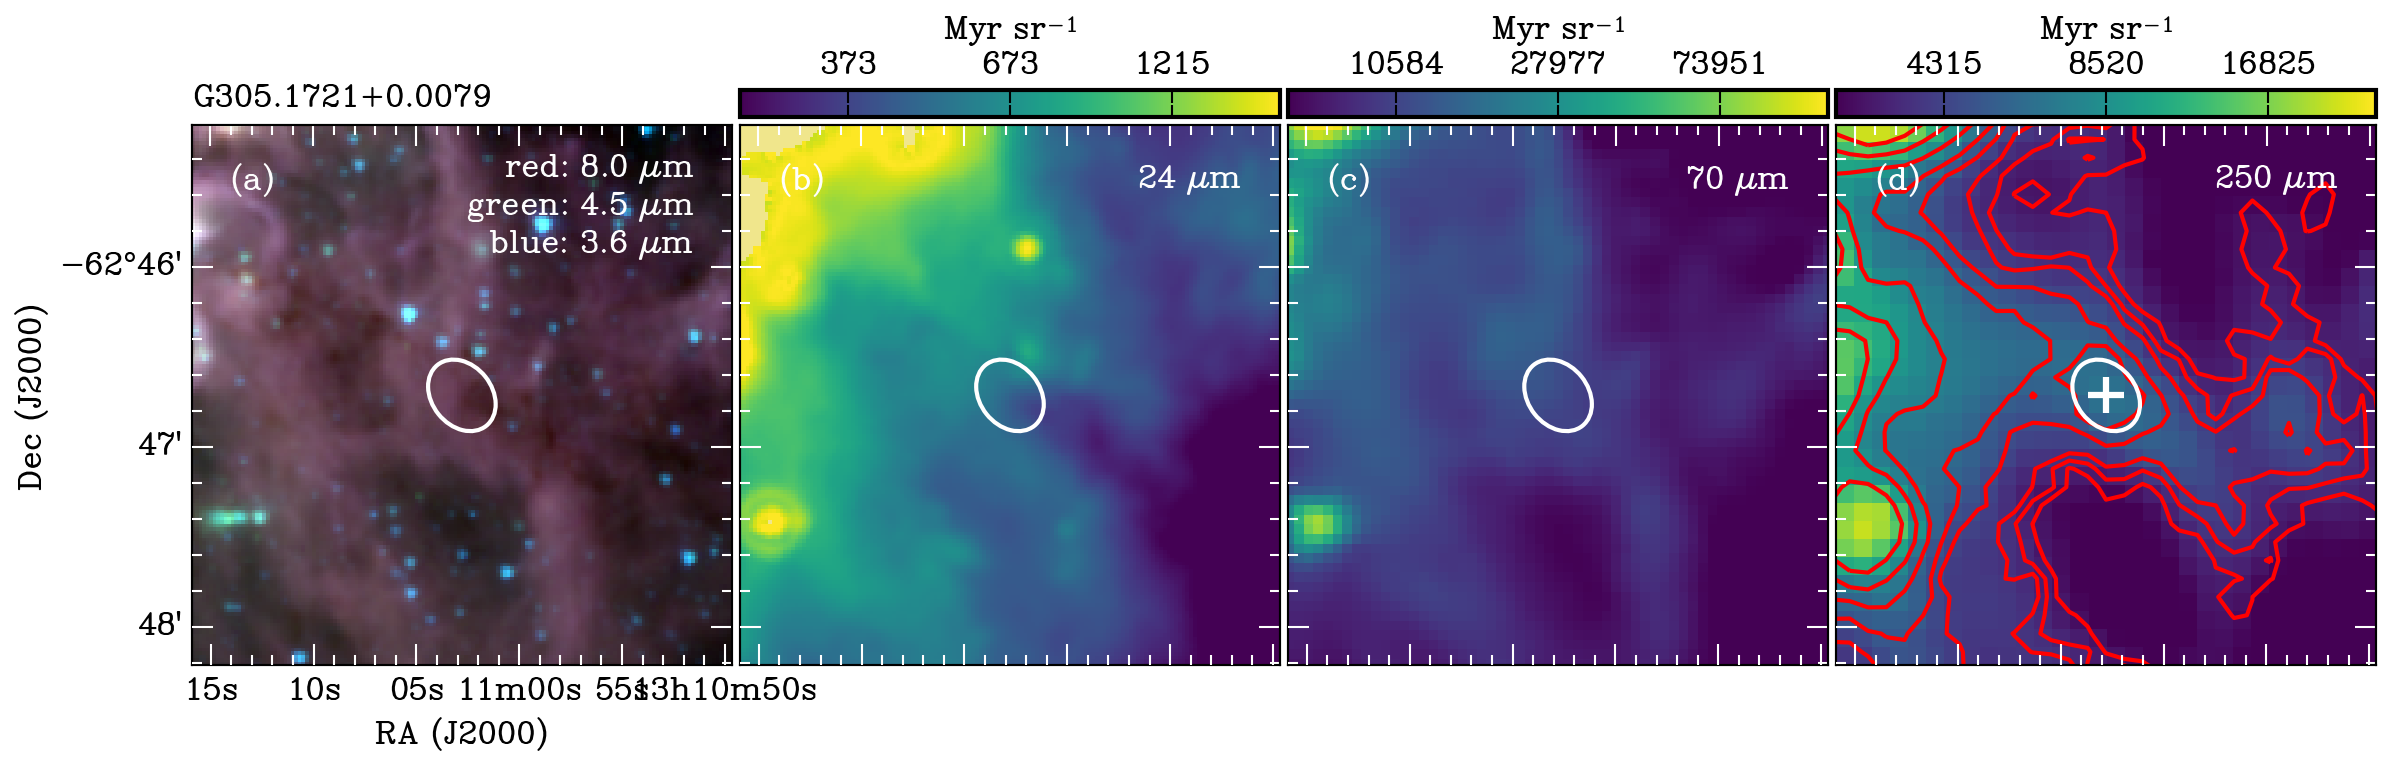 Myr sr⁻¹
373 673 1215
Myr sr⁻¹
10584 27977 73951
Myr sr⁻¹
4315 8520 16825
G305.1721+0.0079
(a)
red: 8.0 μm
green: 4.5 μm
blue: 3.6 μm
(b)
24 μm
(c)
70 μm
(d)
250 μm
−62°46'
47'
48'
Dec (J2000)
15s 10s 05s 11m00s 55s 13h10m50s
RA (J2000)